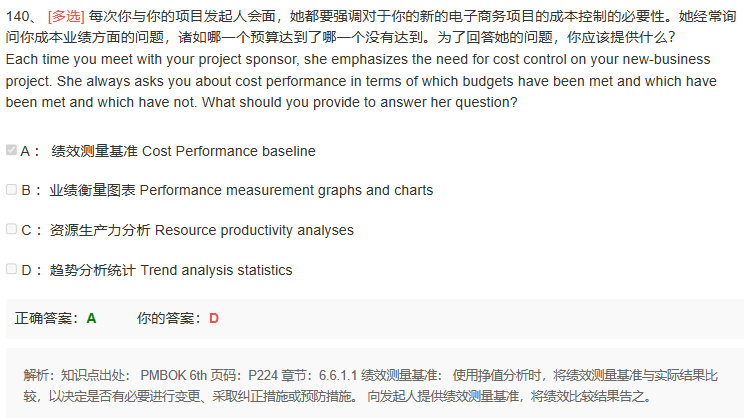 140、 [多选] 每次你与你的项目发起人会面，她都要强调对于你的新的电子商务项目的成本控制的必要性。她经常询
问你成本业绩方面的问题，诸如哪一个预算达到了哪一个没有达到。为了回答她的问题，你应该提供什么？
Each time you meet with your project sponsor, she emphasizes the need for cost control on your new-business
project. She always asks you about cost performance in terms of which budgets have been met and which have
been met and which have not. What should you provide to answer her question?
A： 绩效测量基准 Cost Performance baseline
B：业绩衡量图表 Performance measurement graphs and charts
C：资源生产力分析 Resource productivity analyses
D：趋势分析统计 Trend analysis statistics
正确答案：A 你的答案：D
解析：知识点出处： PMBOK 6th 页码：P224 章节：6.6.1.1 绩效测量基准： 使用挣值分析时，将绩效测量基准与实际结果比
较，以决定是否有必要进行变更、采取纠正措施或预防措施。 向发起人提供绩效测量基准，将绩效比较结果告之。